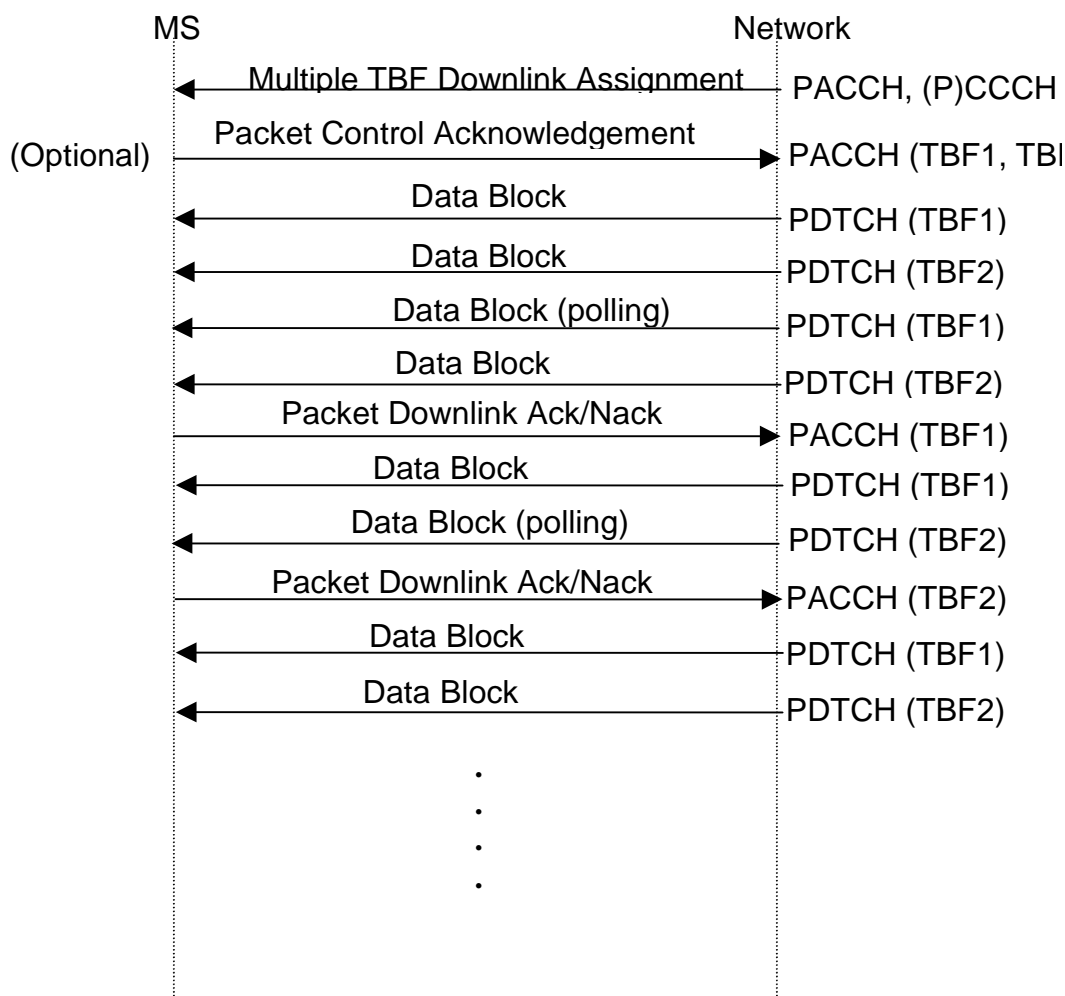 MS Network
Multiple TBF Downlink Assignment PACCH, (P)CCCH
(Optional) Packet Control Acknowledgement PACCH (TBF1,
Data Block PDTCH (TBF1)
Data Block PDTCH (TBF2)
Data Block (polling) PDTCH (TBF1)
Data Block PDTCH (TBF2)
Packet Downlink Ack/Nack PACCH (TBF1)
Data Block PDTCH (TBF1)
Data Block (polling) PDTCH (TBF2)
Packet Downlink Ack/Nack PACCH (TBF2)
Data Block PDTCH (TBF1)
Data Block PDTCH (TBF2)